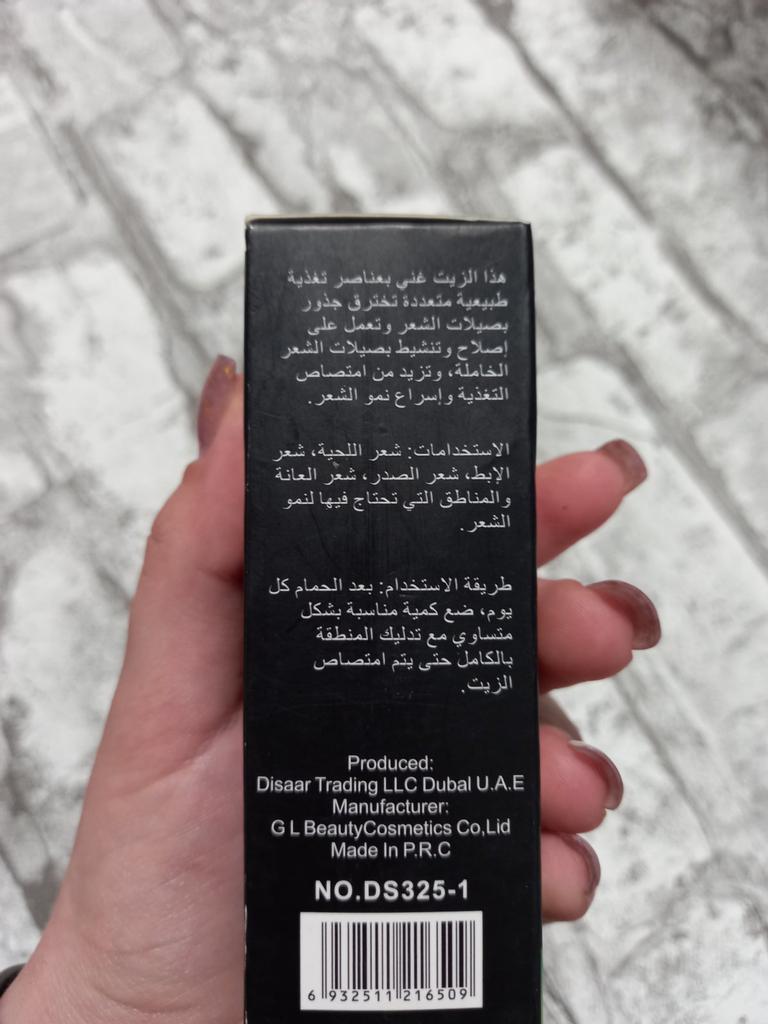 هذا الزيت غني بعناصر تغذية
طبيعية متعددة تخترق جذور
بصيلات الشعر وتعمل على
إصلاح وتنشيط بصيلات الشعر
الخاملة، وتزيد من امتصاص
التغذية وإسراع نمو الشعر.
الاستخدامات: شعر اللحية، شعر
الإبط، شعر الصدر، شعر العانة
والمناطق التي تحتاج فيها لنمو
الشعر.
طريقة الاستخدام: بعد الحمام كل
يوم، ضع كمية مناسبة بشكل
متساوي مع تدليك المنطقة
بالكامل حتى يتم امتصاص
الزيت.
Produced:
Disaar Trading LLC Dubal U.A.E
Manufacturer:
G L BeautyCosmetics Co,Lid
Made In P.R.C
NO.DS325-1
6 932511 216509